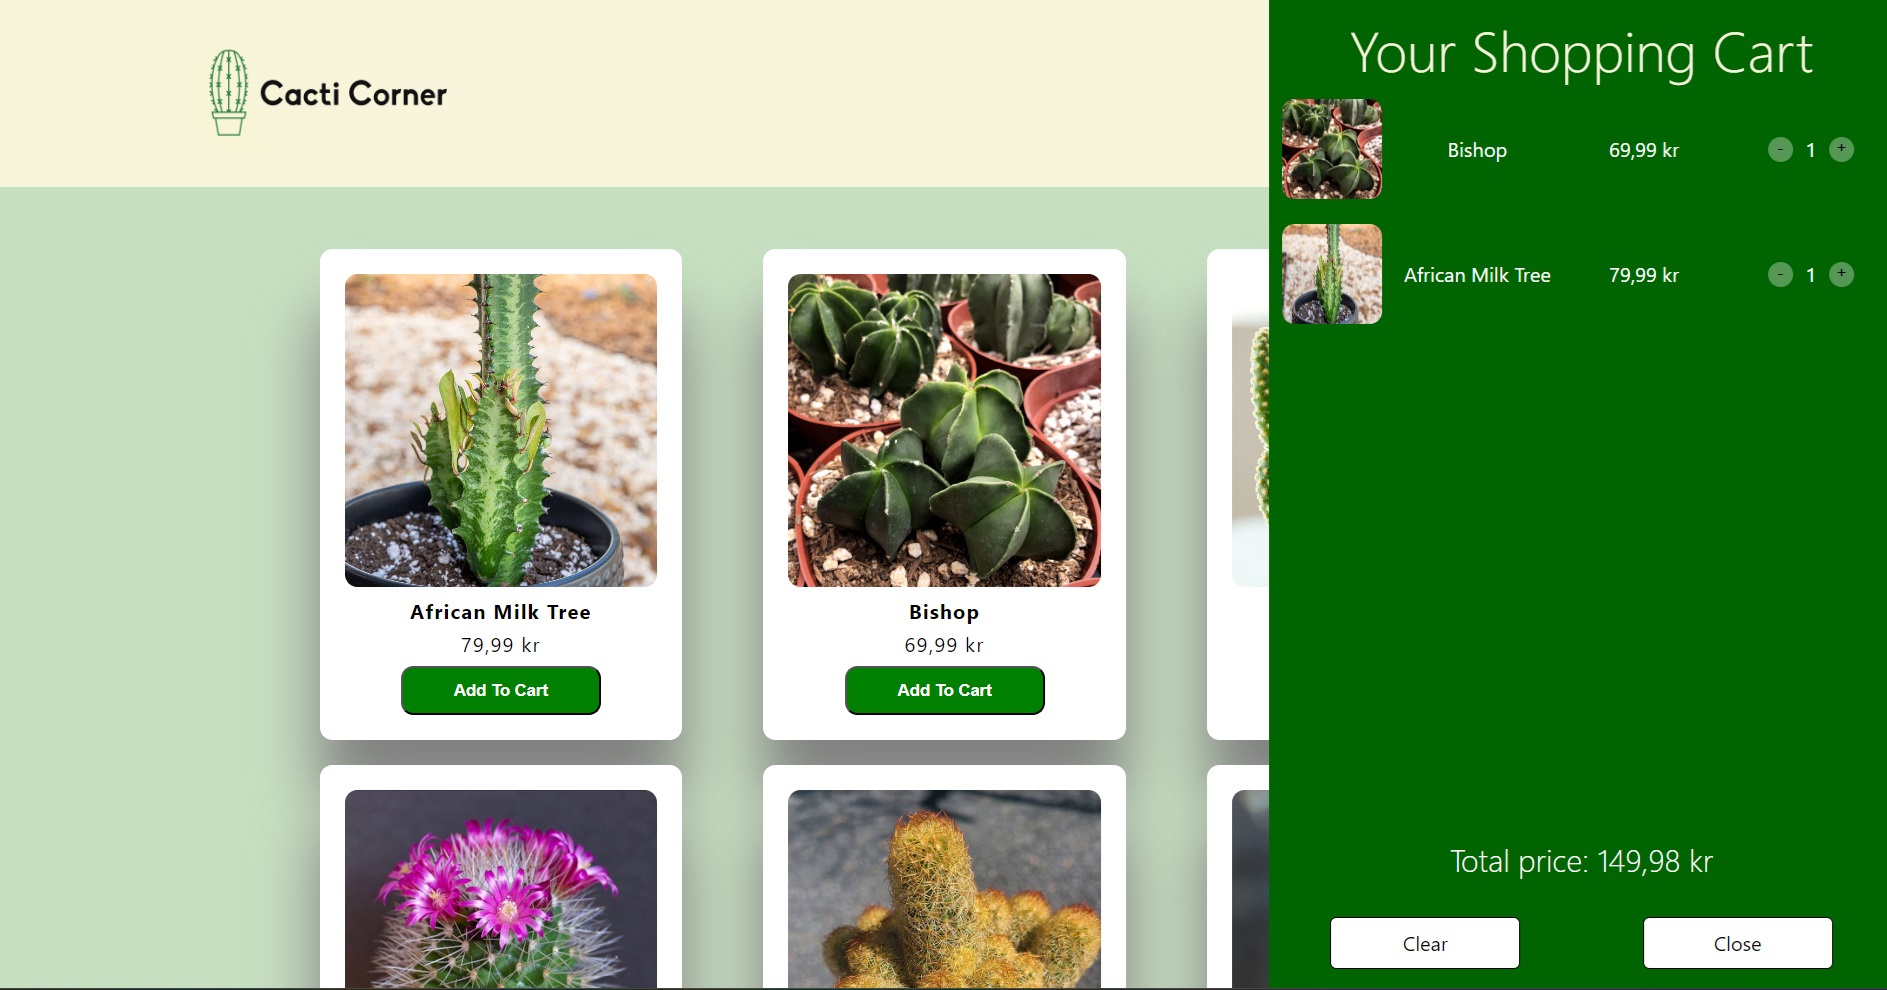 Cacti Corner
African Milk Tree
79,99 kr
Add To Cart
Bishop
69,99 kr
Add To Cart
Your Shopping Cart
Bishop 69,99 kr - 1 +
African Milk Tree 79,99 kr - 1 +
Total price: 149,98 kr
Clear Close